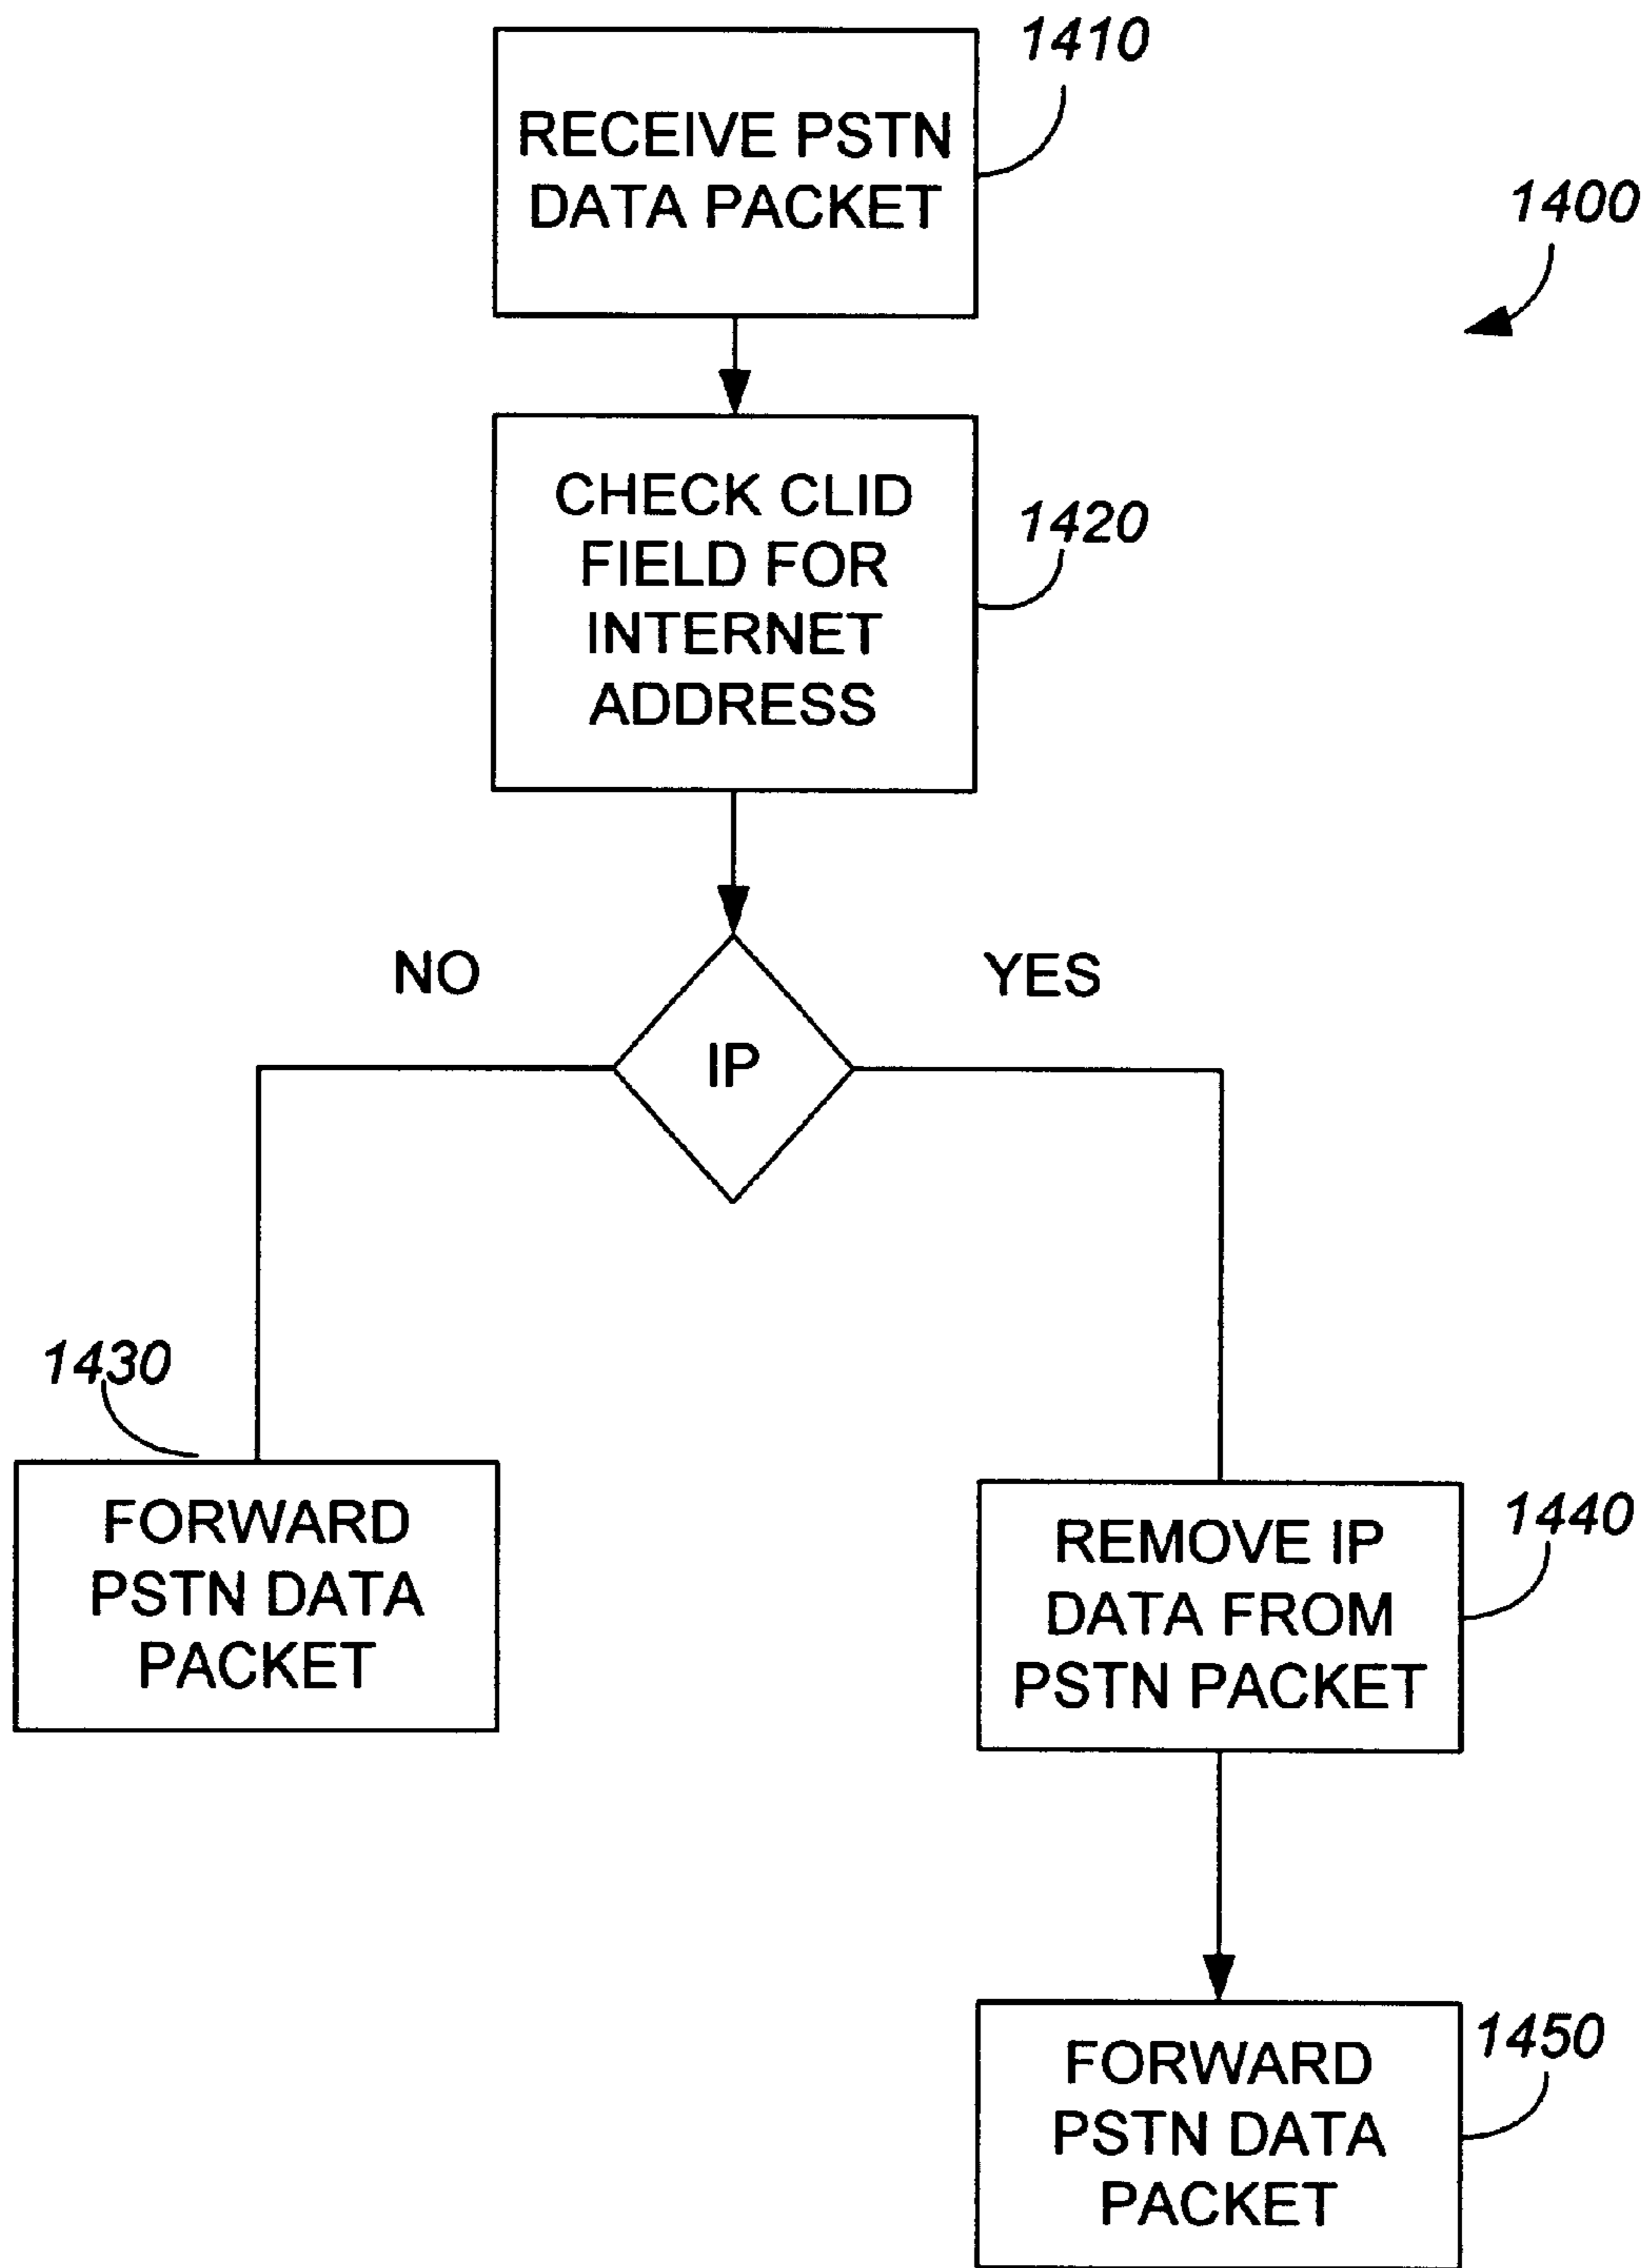 1410
RECEIVE PSTN
DATA PACKET
1400
CHECK CLID
FIELD FOR
INTERNET
ADDRESS
1420
NO
YES
IP
1430
FORWARD
PSTN DATA
PACKET
1440
REMOVE IP
DATA FROM
PSTN PACKET
1450
FORWARD
PSTN DATA
PACKET